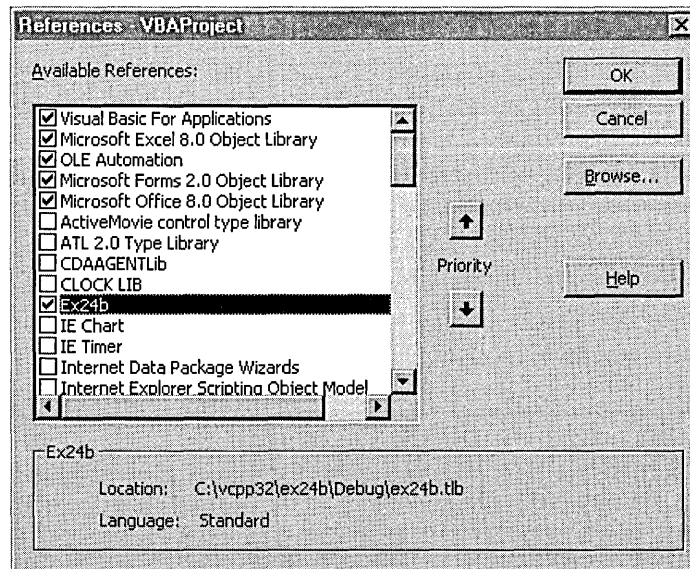 References - VBAProject
Available References:
Visual Basic For Applications
Microsoft Excel 8.0 Object Library
OLE Automation
Microsoft Forms 2.0 Object Library
Microsoft Office 8.0 Object Library
ActiveMovie control type library
ATL 2.0 Type Library
CDAAGENTLib
CLOCK LIB
Ex24b
IE Chart
IE Timer
Internet Data Package Wizards
Internet Explorer Scripting Object Model
Priority
OK
Cancel
Browse...
Help
Ex24b
Location: C:\vcpp32\ex24b\Debug\ex24b.tlb
Language: Standard